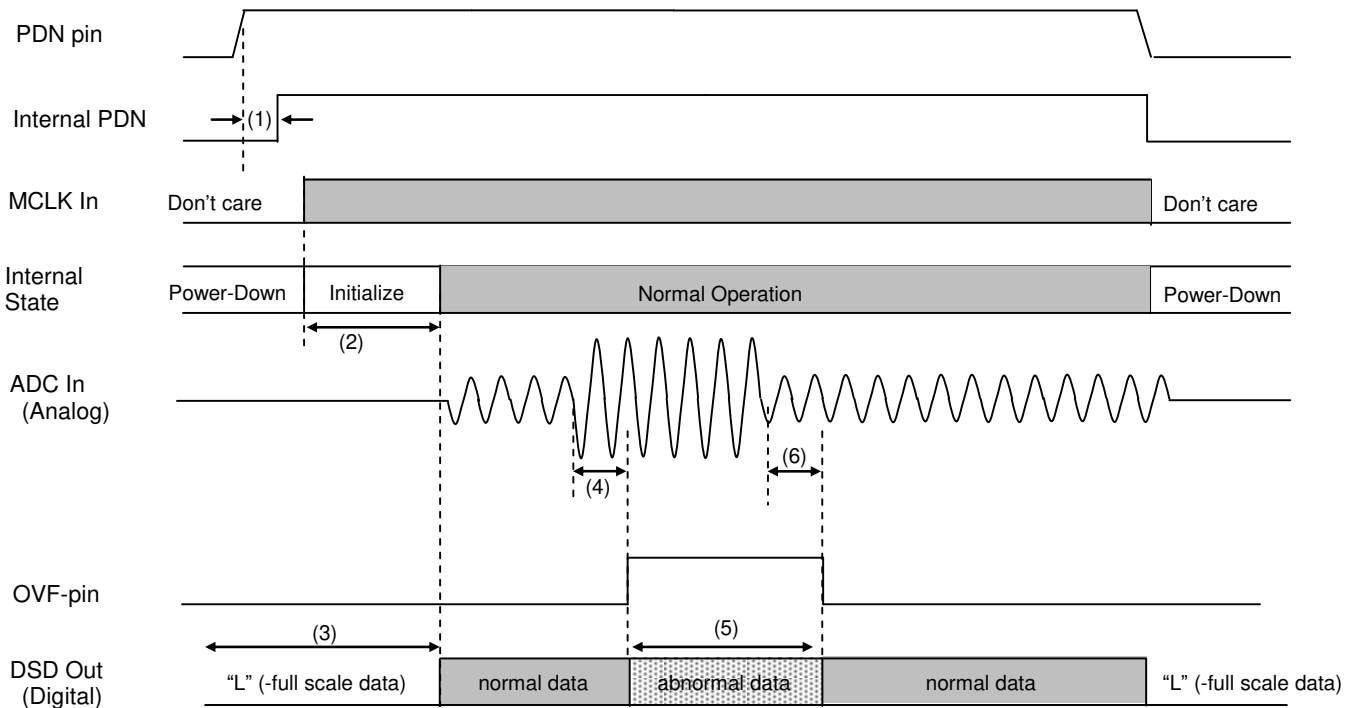 PDN pin
Internal PDN
(1)
MCLK In
Don't care
Don't care
Internal
State
Power-Down
Initialize
Normal Operation
Power-Down
(2)
ADC In
(Analog)
(4)
(6)
OVF-pin
(3)
(5)
DSD Out
(Digital)
“L” (-full scale data)
normal data
abnormal data
normal data
“L” (-full scale data)